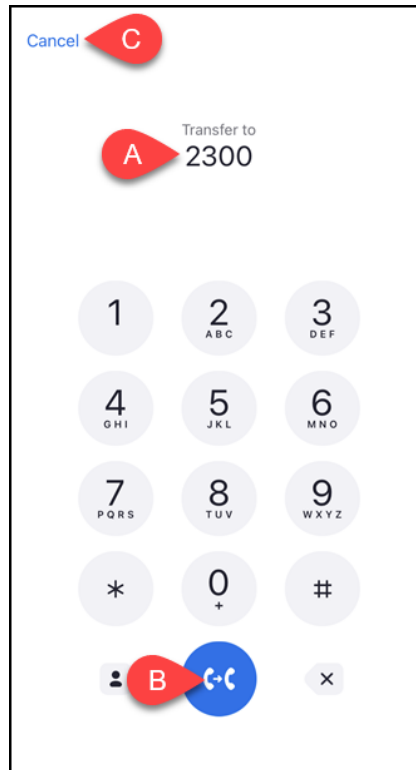 Cancel C
Transfer to
A 2300
1 2 3
ABC DEF
4 5 6
GHI JKL MNO
7 8 9
PQRS TUV WXYZ
* 0 #
+
B